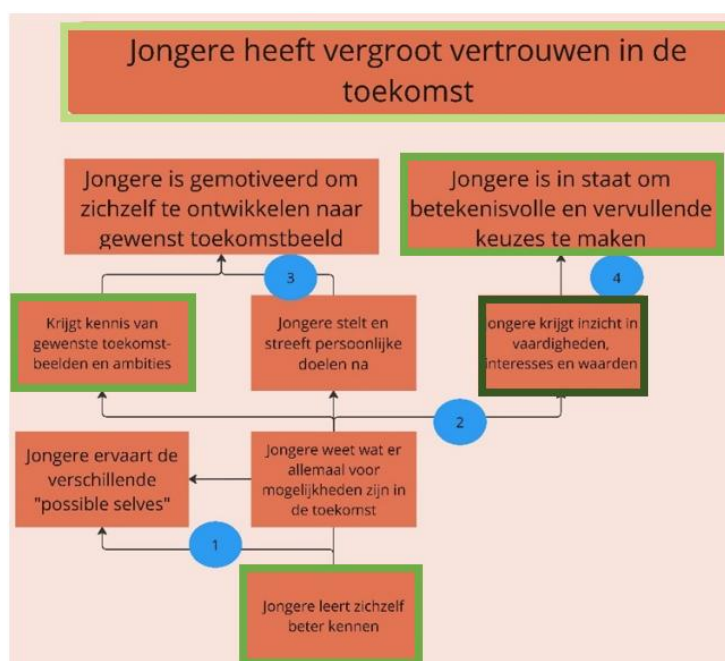 Jongere heeft vergroot vertrouwen in de
toekomst
Jongere is gemotiveerd om
zichzelf te ontwikkelen naar
gewenst toekomstbeeld
Jongere is in staat om
betekenisvolle en vervullende
keuzes te maken
3
4
Krijgt kennis van
gewenste toekomst-
beelden en ambities
Jongere stelt en
streeft persoonlijke
doelen na
ongere krijgt inzicht in
vaardigheden,
interesses en waarden
2
Jongere ervaart de
verschillende
"possible selves"
Jongere weet wat er
allemaal voor
mogelijkheden zijn in
de toekomst
1
Jongere leert zichzelf
beter kennen